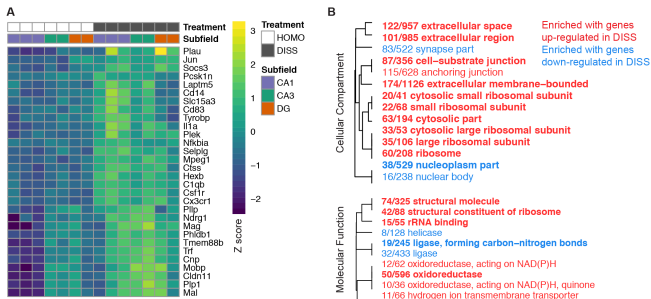 A
Treatment
Subfield
Plau
Jun
Socs3
Pcsk1n
Laptm5
Cd14
Slc15a3
Cd83
Tyrobp
Il1a
Plek
Nfkbia
Selplg
Mpeg1
Ctss
Hexb
C1qb
Csf1r
Cx3cr1
Pllp
Ndrg1
Mag
Phldb1
Tmem88b
Trf
Cnp
Mobp
Cldn11
Plp1
Mal
3
2
1
0
−1
−2
Z score
Treatment
HOMO
DISS
Subfield
CA1
CA3
DG
B
Cellular Compartment
122/957 extracellular space
101/985 extracellular region
83/522 synapse part
87/356 cell−substrate junction
115/628 anchoring junction
174/1126 extracellular membrane−bounded
20/41 cytosolic small ribosomal subunit
22/68 small ribosomal subunit
63/194 cytosolic part
33/53 cytosolic large ribosomal subunit
35/106 large ribosomal subunit
60/208 ribosome
38/529 nucleoplasm part
16/238 nuclear body
Enriched with genes
up−regulated in DISS
Enriched with genes
down−regulated in DISS
Molecular Function
74/325 structural molecule
42/88 structural constituent of ribosome
15/55 rRNA binding
8/128 helicase
19/245 ligase, forming carbon−nitrogen bonds
32/433 ligase
12/62 oxidoreductase, acting on NAD(P)H
50/596 oxidoreductase
10/36 oxidoreductase, acting on NAD(P)H, quinone
11/66 hydrogen ion transmembrane transporter